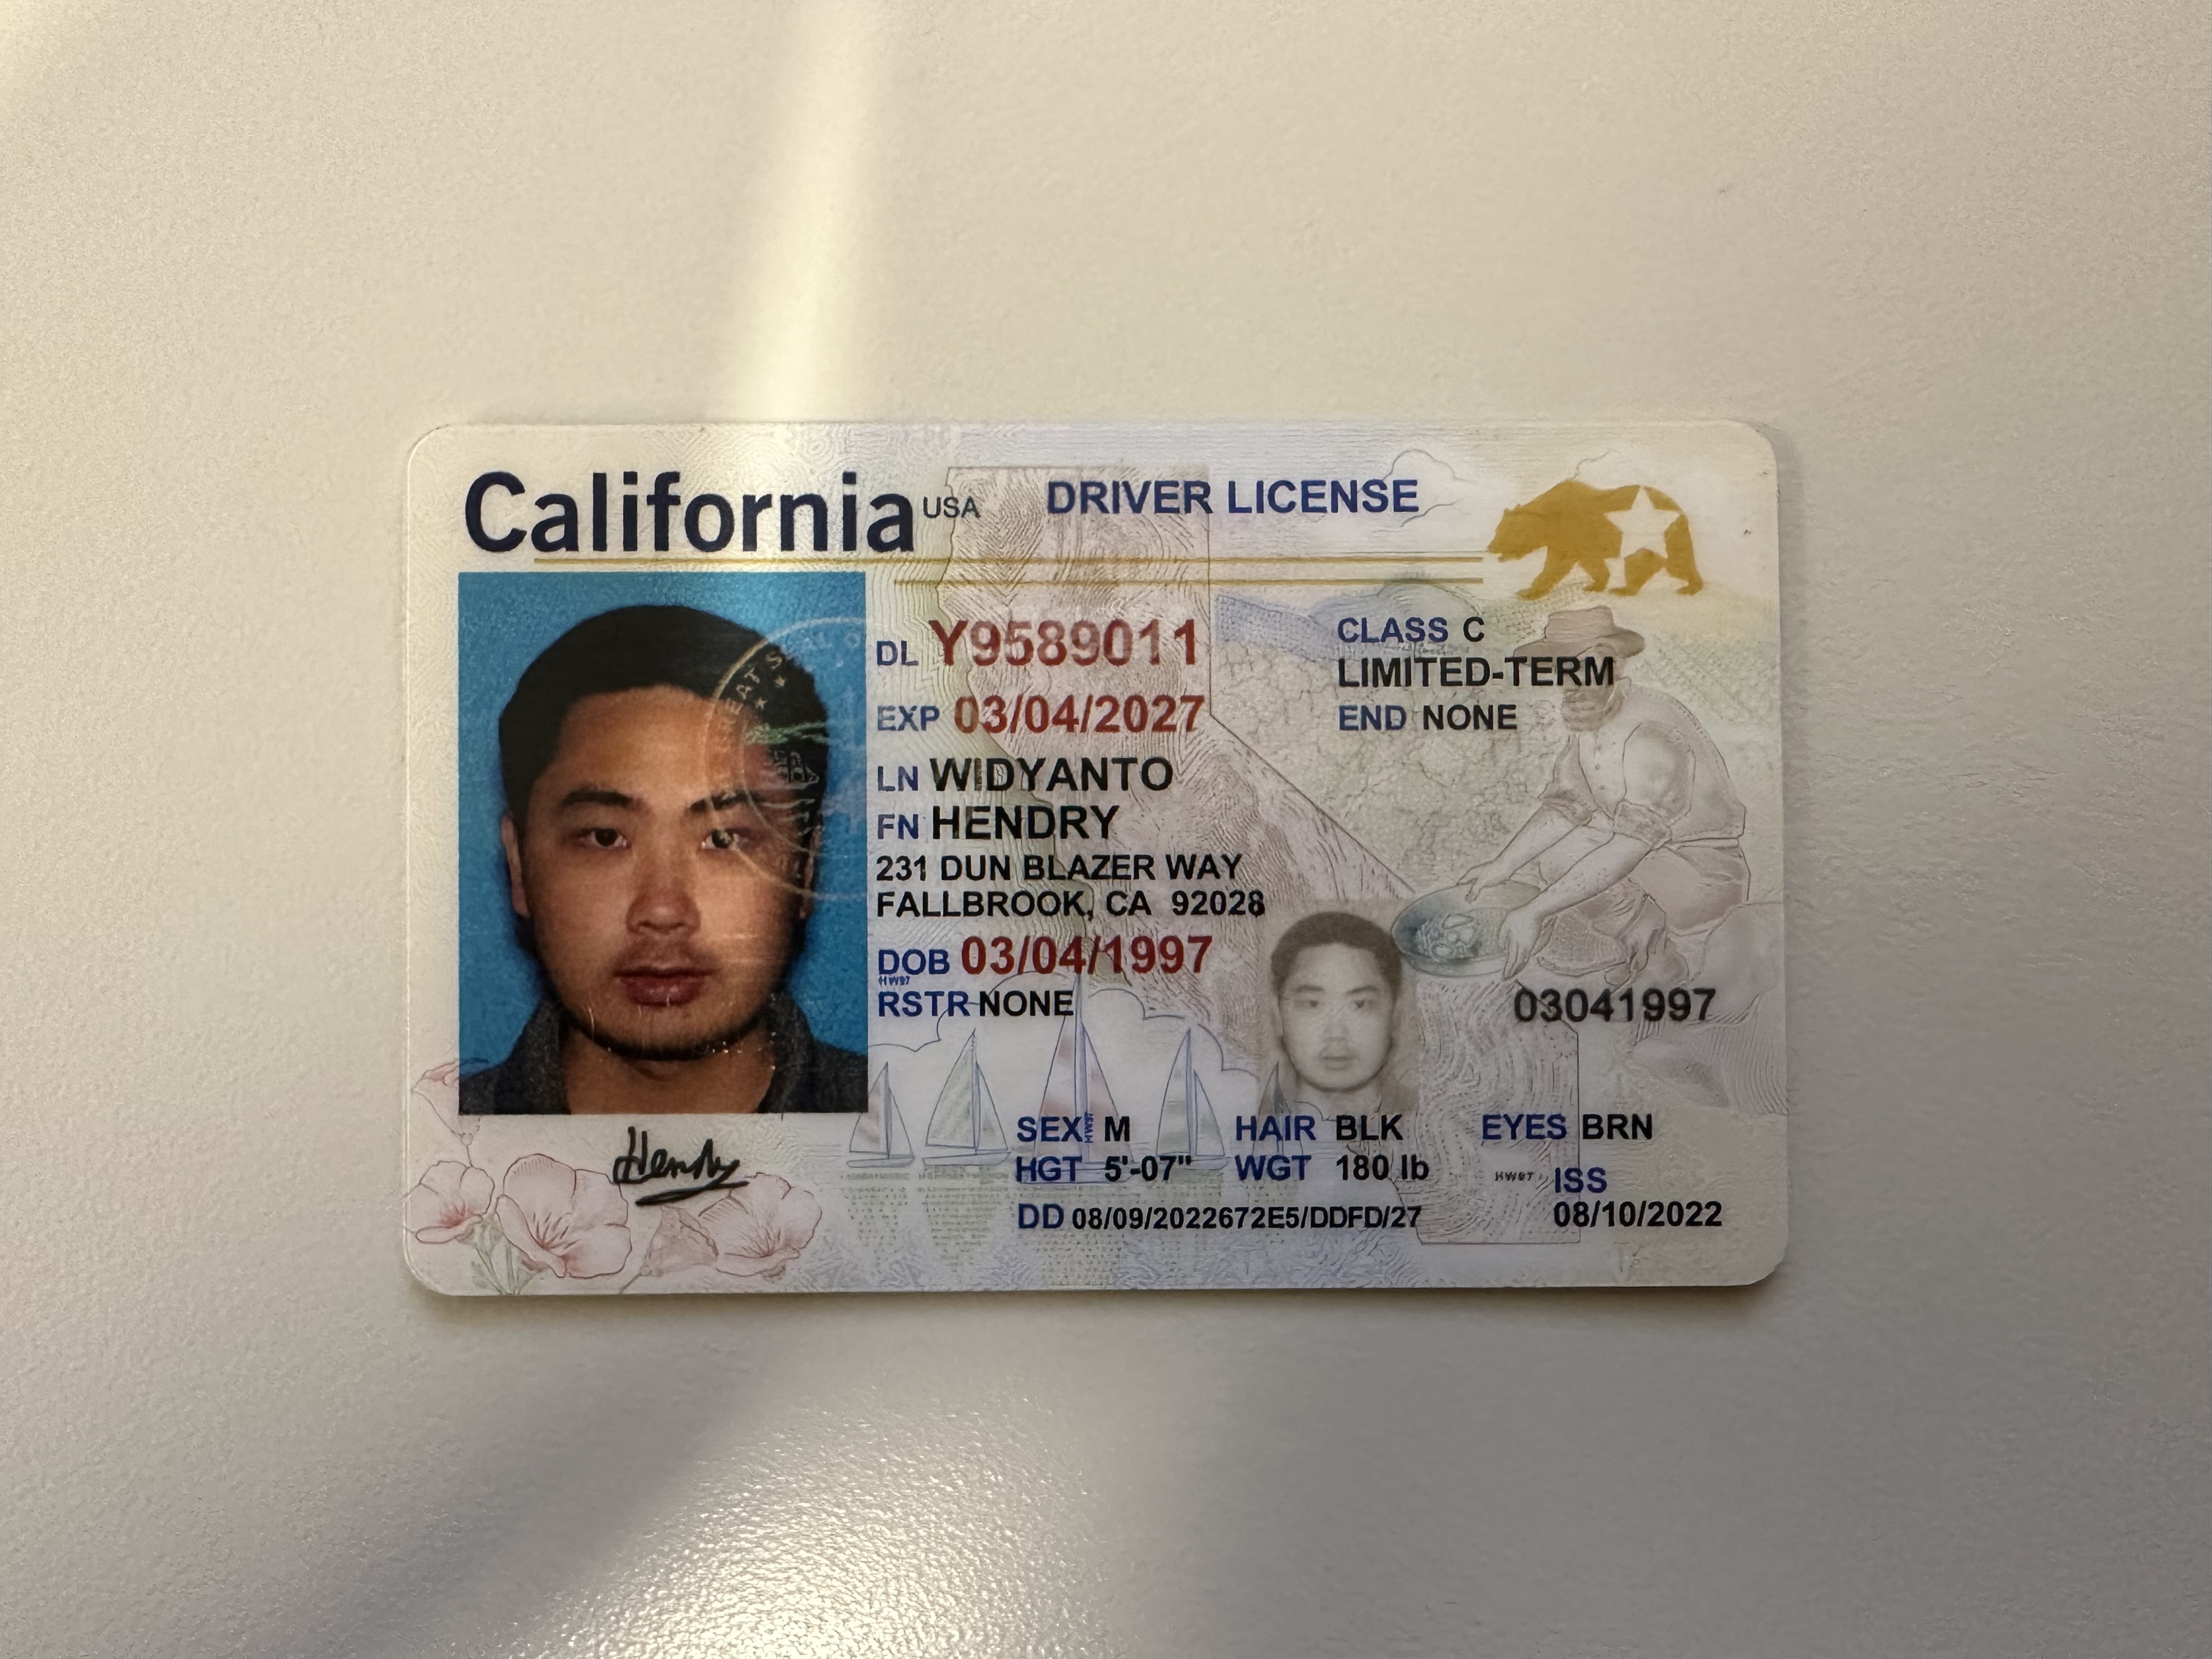 California USA DRIVER LICENSE
DL Y9589011
CLASS C
LIMITED-TERM
EXP 03/04/2027
END NONE
LN WIDYANTO
FN HENDRY
231 DUN BLAZER WAY
FALLBROOK, CA 92028
DOB 03/04/1997
HW97
RSTR NONE
03041997
Hendry
SEX M HAIR BLK EYES BRN
HGT 5'-07" WGT 180 lb
HW97
ISS
DD 08/09/2022672E5/DDFD/27
08/10/2022